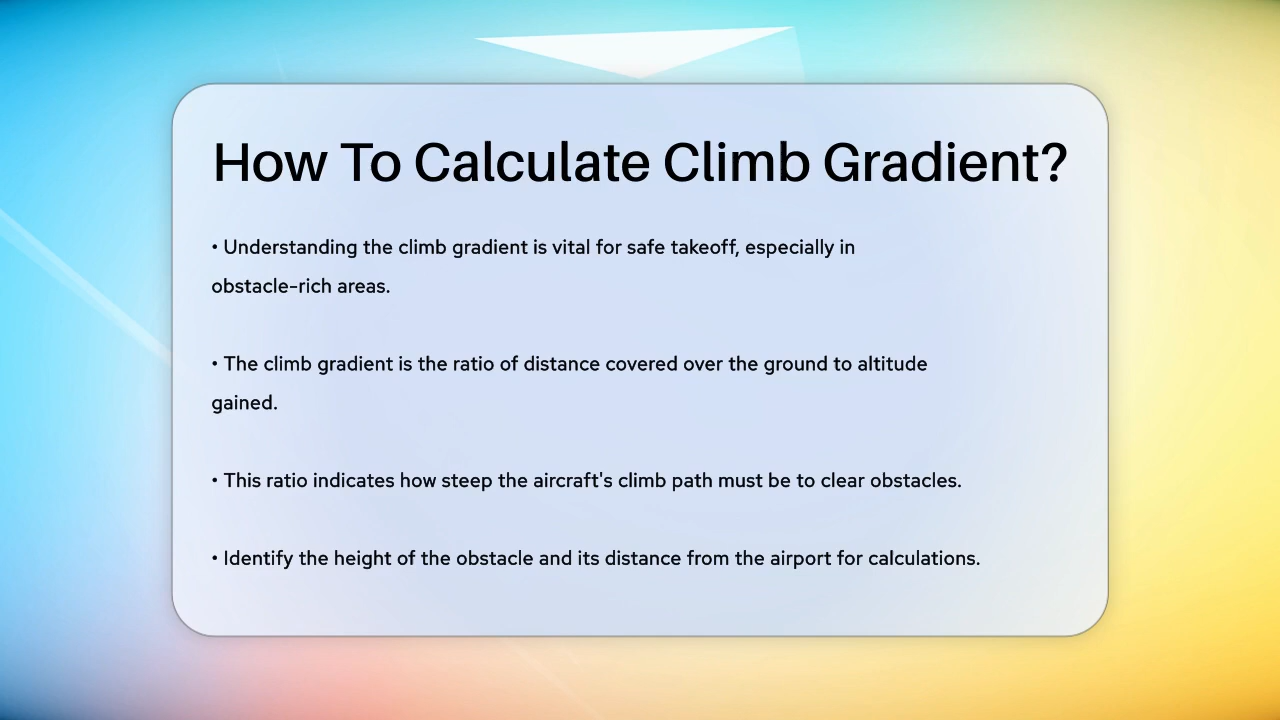 How To Calculate Climb Gradient?
• Understanding the climb gradient is vital for safe takeoff, especially in
obstacle-rich areas.
• The climb gradient is the ratio of distance covered over the ground to altitude
gained.
• This ratio indicates how steep the aircraft's climb path must be to clear obstacles.
• Identify the height of the obstacle and its distance from the airport for calculations.